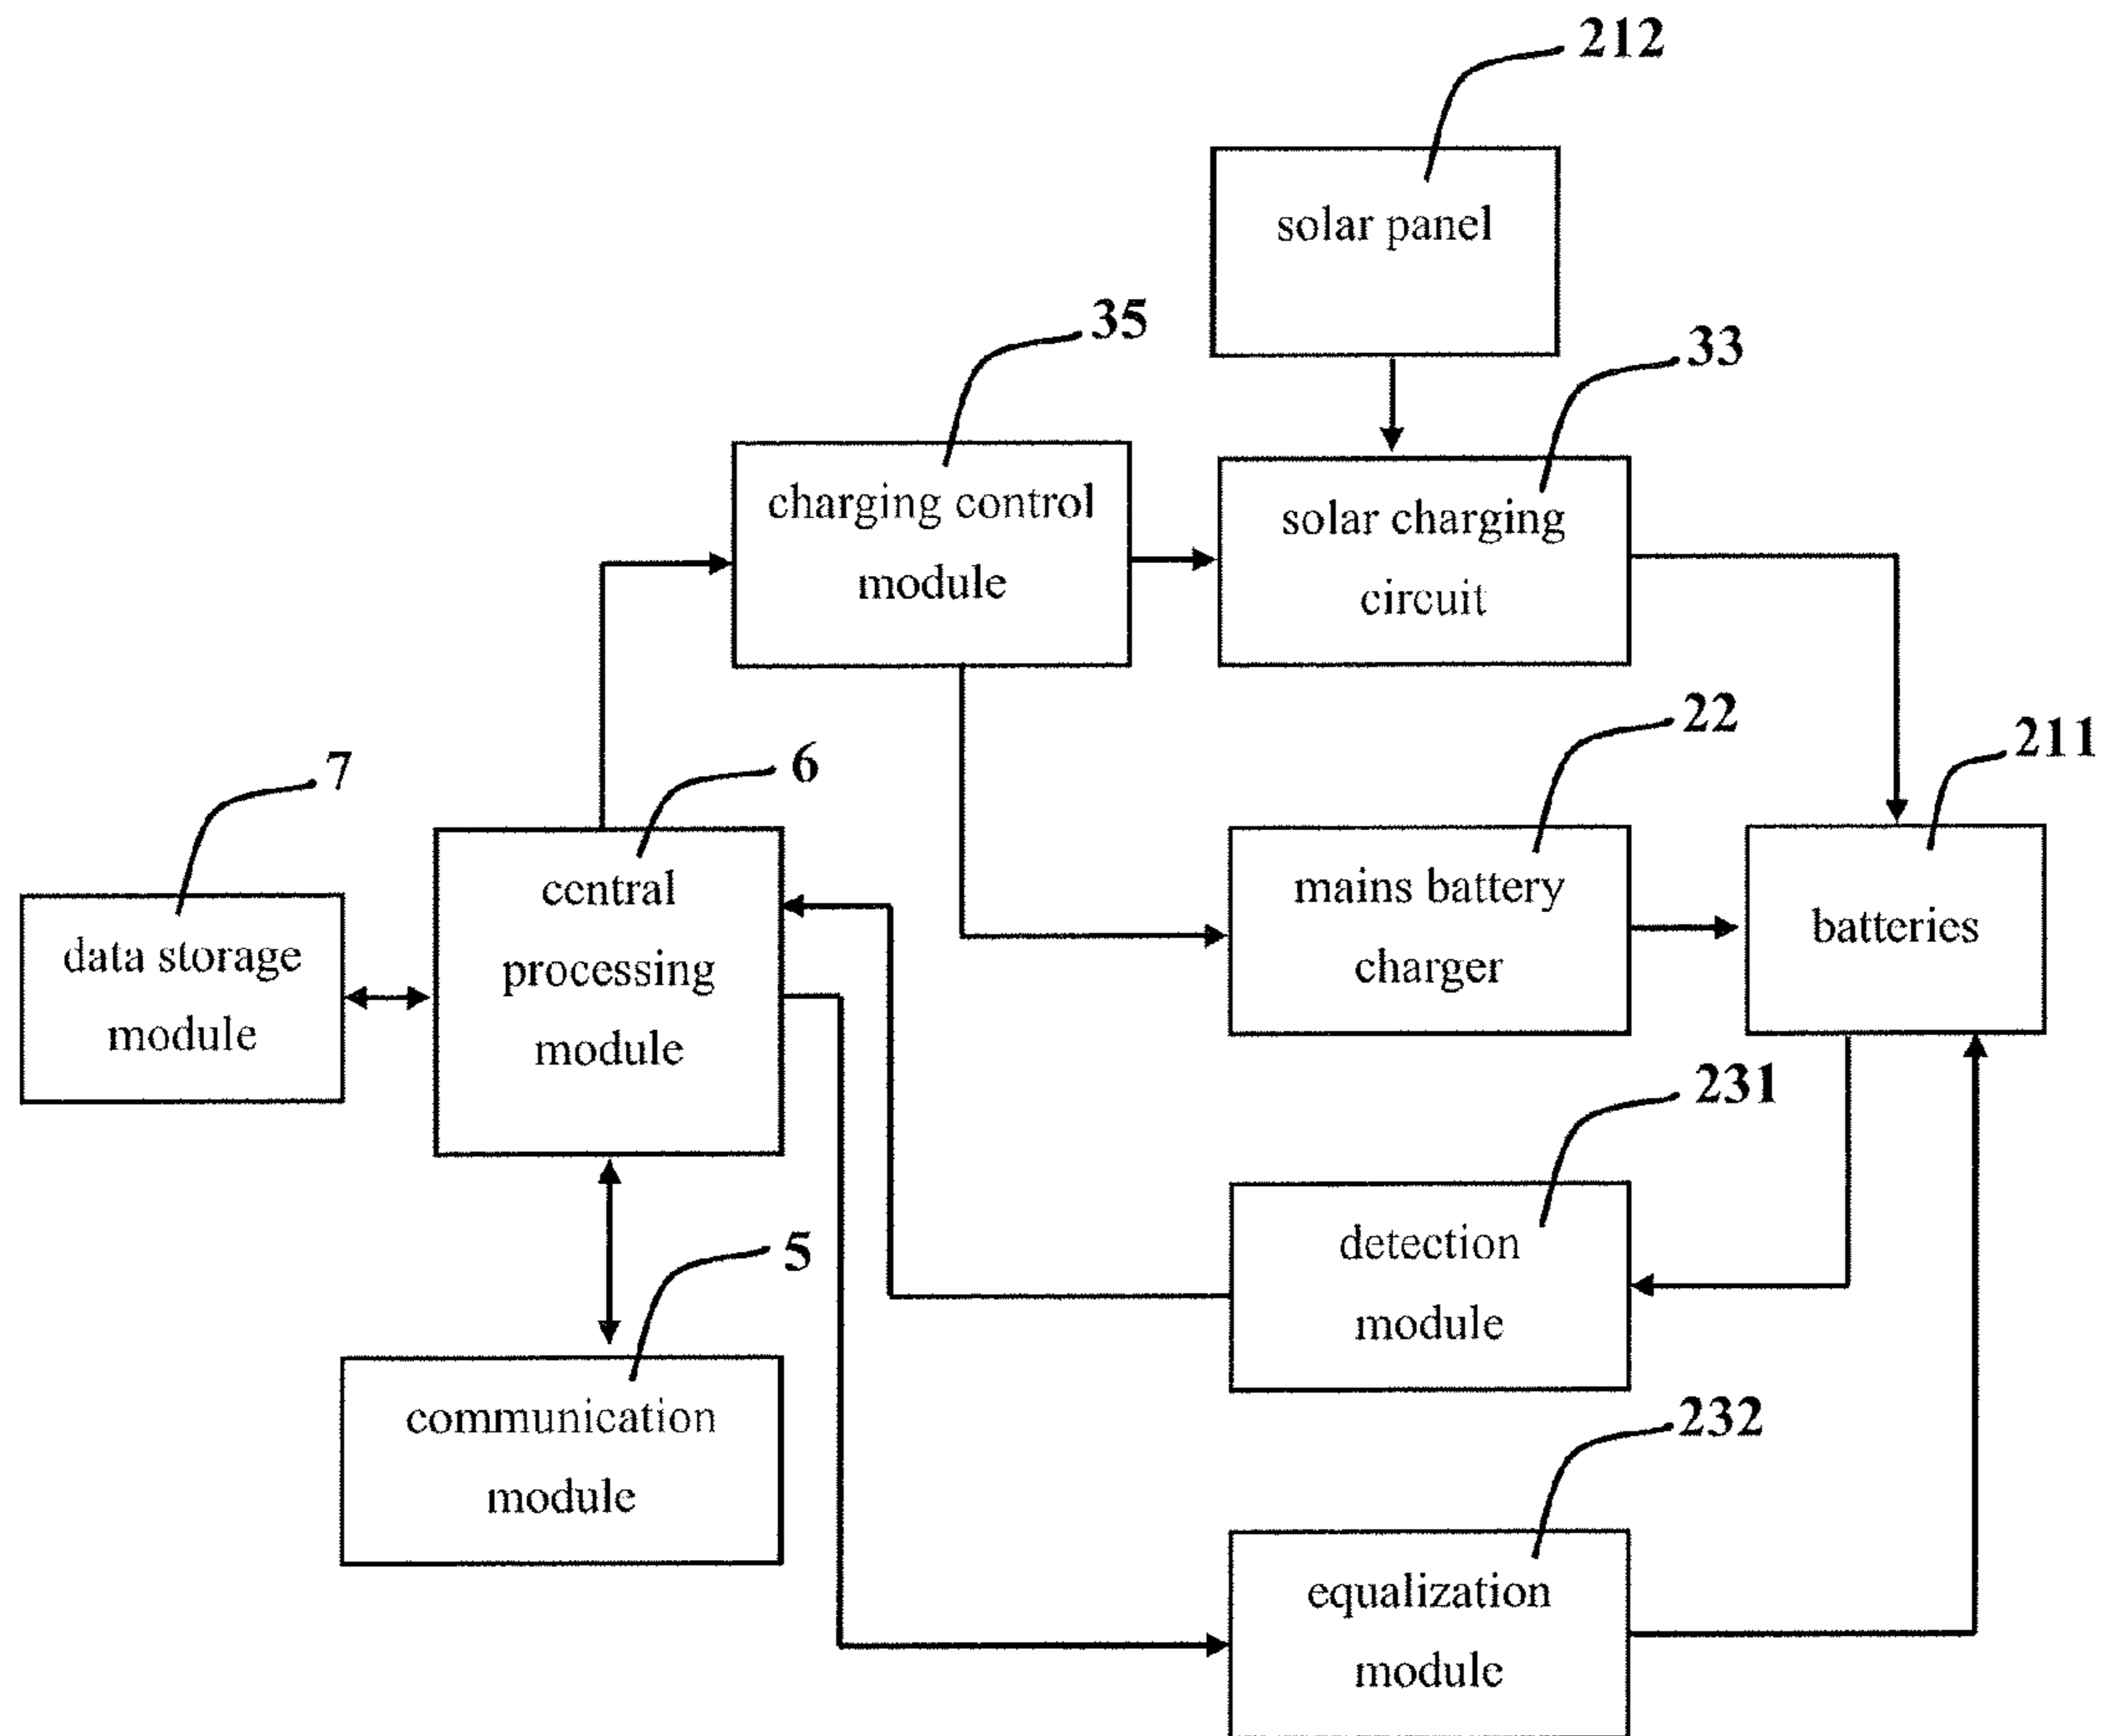 212
solar panel
35
33
charging control
module
solar charging
circuit
22
211
7
6
central
processing
module
mains battery
charger
batteries
data storage
module
231
5
detection
module
communication
module
232
equalization
module